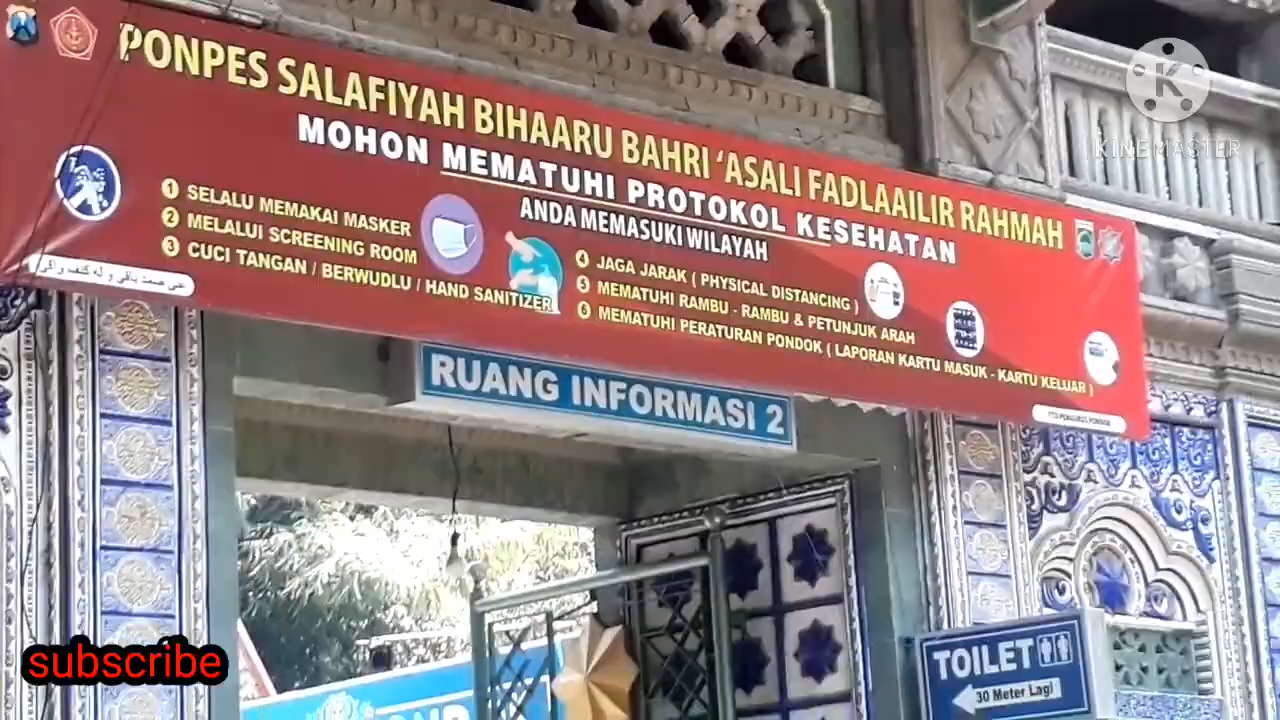 PONPES SALAFIYAH BIHAARU BAHRI 'ASALI FADLAAILIR RAHMAH
MOHON MEMATUHI PROTOKOL KESEHATAN
ANDA MEMASUKI WILAYAH
1 SELALU MEMAKAI MASKER
2 MELALUI SCREENING ROOM
3 CUCI TANGAN / BERWUDLU / HAND SANITIZER
4 JAGA JARAK ( PHYSICAL DISTANCING )
5 MEMATUHI RAMBU - RAMBU & PETUNJUK ARAH
6 MEMATUHI PERATURAN PONDOK ( LAPORAN KARTU MASUK - KARTU KELUAR )
TTD PENGURUS PONDOK
RUANG INFORMASI 2
TOILET
30 Meter Lagi
K
KINEMASTER
subscribe